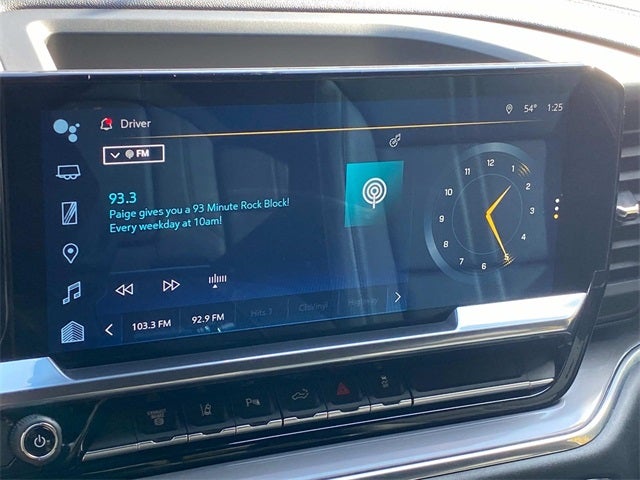 Driver
54° 1:25
FM
93.3
Paige gives you a 93 Minute Rock Block!
Every weekday at 10am!
12
11 1
10 2
9 3
8 4
7 5
6
103.3 FM 92.9 FM Hits 1 Highway